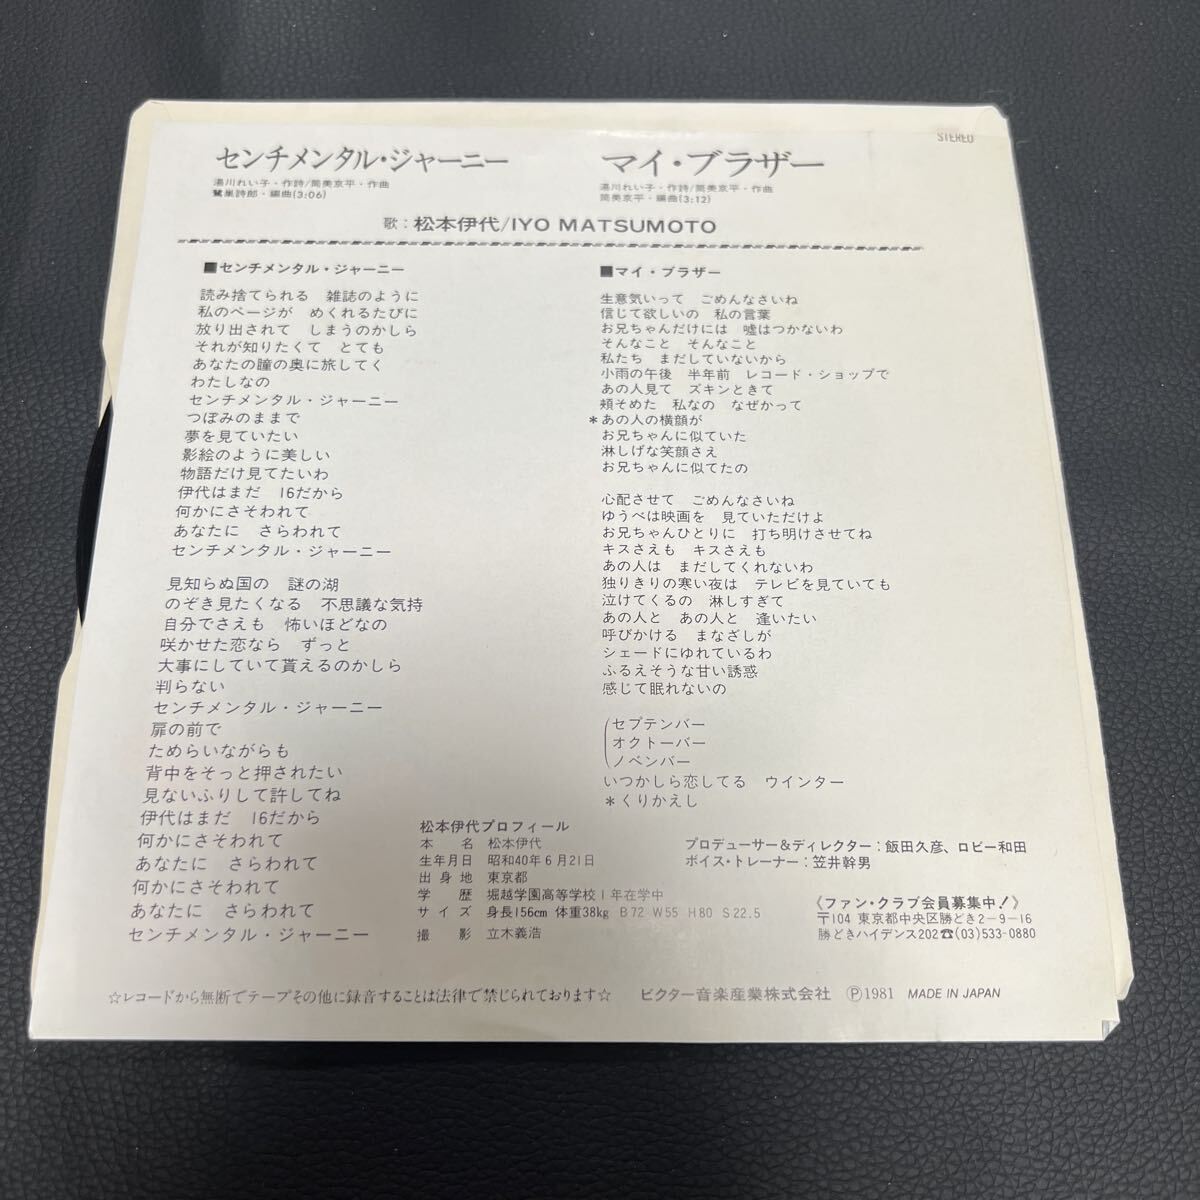 STEREO
センチメンタル・ジャーニー
湯川れい子・作詩/筒美京平・作曲
鷺巣詩郎・編曲(3:06)
マイ・ブラザー
湯川れい子・作詩/筒美京平・作曲
筒美京平・編曲(3:12)
歌：松本伊代/IYO MATSUMOTO
■センチメンタル・ジャーニー
読み捨てられる　雑誌のように
私のページが　めくれるたびに
放り出されて　しまうのかしら
それが知りたくて　とても
あなたの瞳の奥に旅してく
わたしなの
センチメンタル・ジャーニー
つぼみのままで
夢を見ていたい
影絵のように美しい
物語だけ見てたいわ
伊代はまだ　16だから
何かにさそわれて
あなたに　さらわれて
センチメンタル・ジャーニー
見知らぬ国の　謎の湖
のぞき見たくなる　不思議な気持
自分でさえも　怖いほどなの
咲かせた恋なら　ずっと
大事にしていて貰えるのかしら
判らない
センチメンタル・ジャーニー
扉の前で
ためらいながらも
背中をそっと押されたい
見ないふりして許してね
伊代はまだ　16だから
何かにさそわれて
あなたに　さらわれて
何かにさそわれて
あなたに　さらわれて
センチメンタル・ジャーニー
■マイ・ブラザー
生意気いって　ごめんなさいね
信じて欲しいの　私の言葉
お兄ちゃんだけには　嘘はつかないわ
そんなこと　そんなこと
私たち　まだしていないから
小雨の午後　半年前　レコード・ショップで
あの人見て　ズキンときて
頬そめた　私なの　なぜかって
＊あの人の横顔が
お兄ちゃんに似ていた
淋しげな笑顔さえ
お兄ちゃんに似てたの
心配させて　ごめんなさいね
ゆうべは映画を　見ていただけよ
お兄ちゃんひとりに　打ち明けさせてね
キスさえも　キスさえも
あの人は　まだしてくれないわ
独りきりの寒い夜は　テレビを見ていても
泣けてくるの　淋しすぎて
あの人と　あの人と　逢いたい
呼びかける　まなざしが
シェードにゆれているわ
ふるえそうな甘い誘惑
感じて眠れないの
セプテンバー
オクトーバー
ノベンバー
いつかしら恋してる　ウインター
＊くりかえし
松本伊代プロフィール
本　　名　松本伊代
生年月日　昭和40年6月21日
出身地　東京都
学　　歴　堀越学園高等学校1年在学中
サイズ　身長156cm 体重38kg B72 W55 H80 S22.5
撮　　影　立木義浩
プロデューサー&ディレクター：飯田久彦、ロビー和田
ボイス・トレーナー：笠井幹男
《ファン・クラブ会員募集中！》
〒104 東京都中央区勝どき2−9−16
勝どきハイデンス202☎(03)533-0880
☆レコードから無断でテープその他に録音することは法律で禁じられております☆
ビクター音楽産業株式会社　Ⓟ1981　MADE IN JAPAN